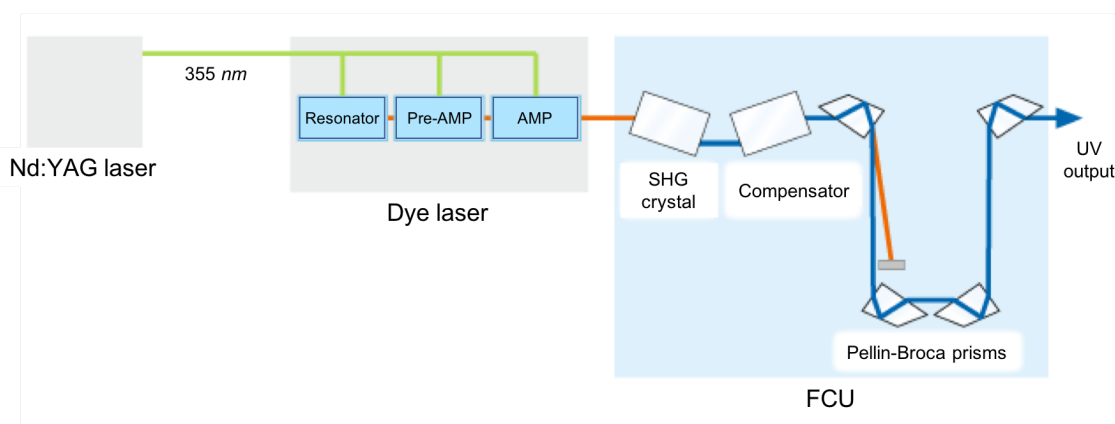 355 nm
Nd:YAG laser
Resonator
Pre-AMP
AMP
Dye laser
SHG
crystal
Compensator
UV
output
Pellin-Broca prisms
FCU